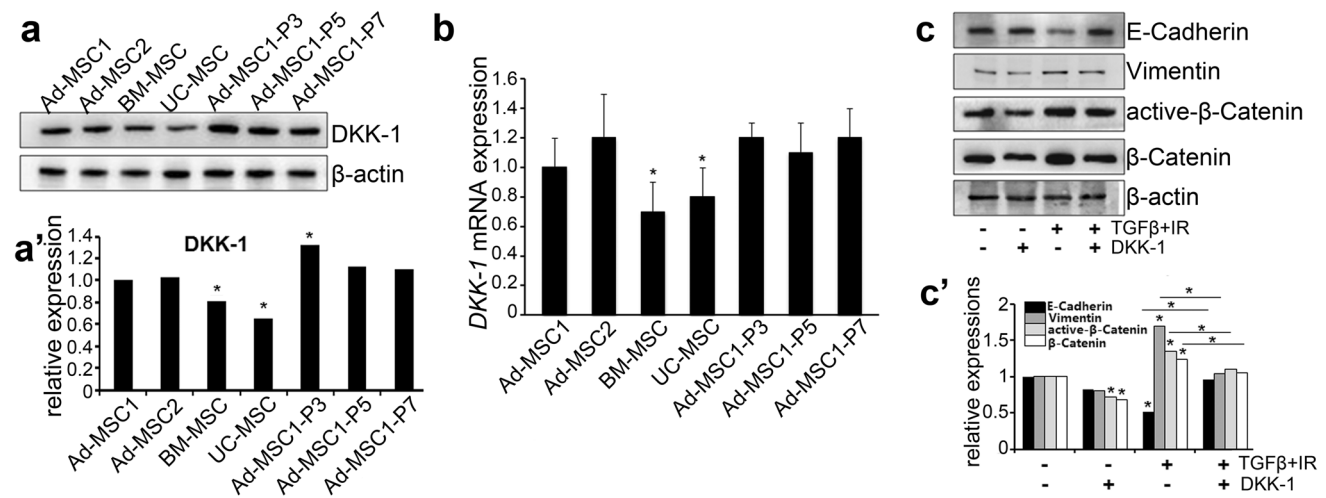 a
Ad-MSC1
Ad-MSC2
BM-MSC
UC-MSC
Ad-MSC1-P3
Ad-MSC1-P5
Ad-MSC1-P7
DKK-1
β-actin
a'
DKK-1
relative expression
1.4
1.2
1.0
0.8
0.6
0.4
0.2
0
*
*
*
Ad-MSC1
Ad-MSC2
BM-MSC
UC-MSC
Ad-MSC1-P3
Ad-MSC1-P5
Ad-MSC1-P7
b
DKK-1 mRNA expression
1.6
1.4
1.2
1.0
0.8
0.6
0.4
0.2
0
*
*
Ad-MSC1
Ad-MSC2
BM-MSC
UC-MSC
Ad-MSC1-P3
Ad-MSC1-P5
Ad-MSC1-P7
c
E-Cadherin
Vimentin
active-β-Catenin
β-Catenin
β-actin
- - + + TGFβ+IR
- + - + DKK-1
c'
relative expressions
2
1.5
1
0.5
0
E-Cadherin
Vimentin
active-β-Catenin
β-Catenin
*
*
*
*
* * * * * *
- - + + TGFβ+IR
- + - + DKK-1